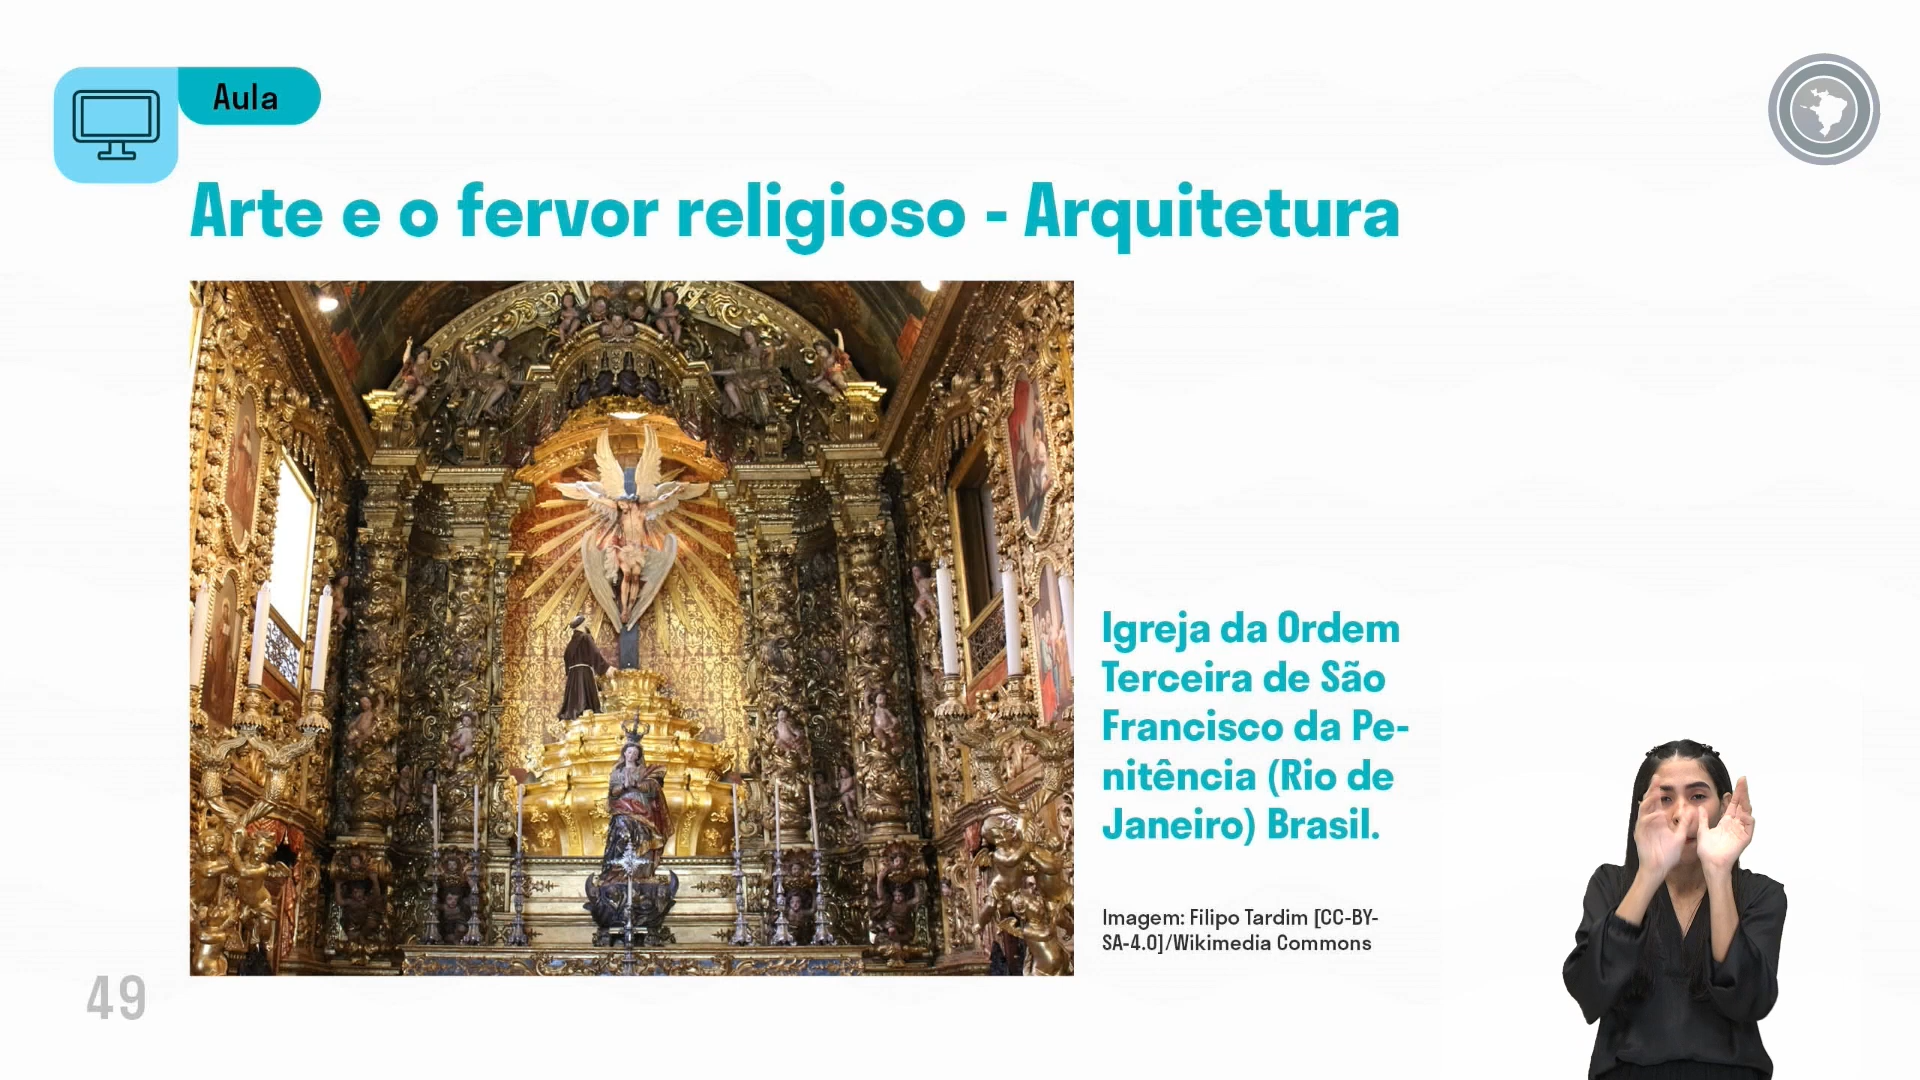 Aula
Arte e o fervor religioso - Arquitetura
Igreja da Ordem
Terceira de São
Francisco da Pe-
nitência (Rio de
Janeiro) Brasil.
Imagem: Filipo Tardim [CC-BY-
SA-4.0]/Wikimedia Commons
49